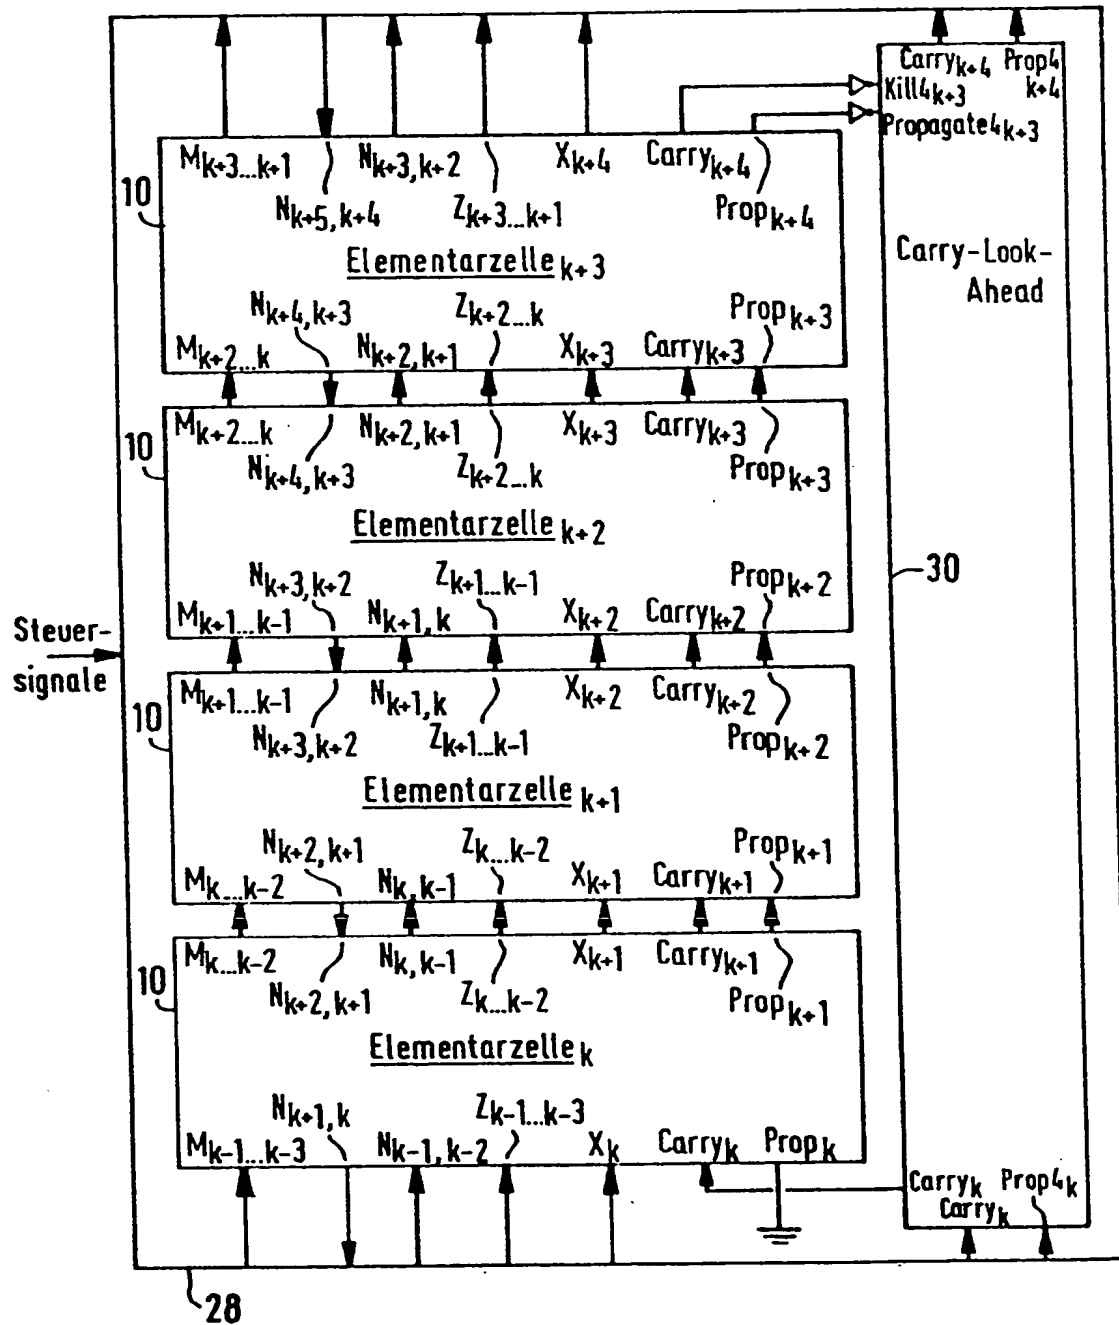 Carry k+4 Prop4 k+4
Kill4 k+3
Propagate4 k+3
M k+3...k+1 N k+3, k+2 X k+4 Carry k+4
10
N k+5, k+4 Z k+3...k+1 Prop k+4
Carry-Look-
Ahead
Elementarzelle k+3
N k+4, k+3 Z k+2...k Prop k+3
M k+2...k N k+2, k+1 X k+3 Carry k+3
M k+2...k N k+2, k+1 X k+3 Carry k+3
10
N k+4, k+3 Z k+2...k Prop k+3
Elementarzelle k+2
30
N k+3, k+2 Z k+1...k-1 Prop k+2
M k+1...k-1 N k+1, k X k+2 Carry k+2
Steuer-
signale
M k+1...k-1 N k+1, k X k+2 Carry k+2
10
N k+3, k+2 Z k+1...k-1 Prop k+2
Elementarzelle k+1
N k+2, k+1 Z k...k-2 Prop k+1
M k...k-2 N k, k-1 X k+1 Carry k+1
M k...k-2 N k, k-1 X k+1 Carry k+1
10
N k+2, k+1 Z k...k-2 Prop k+1
Elementarzelle k
N k+1, k Z k-1...k-3
M k-1...k-3 N k-1, k-2 X k Carry k Prop k
Carry k Prop4 k
Carry k
28